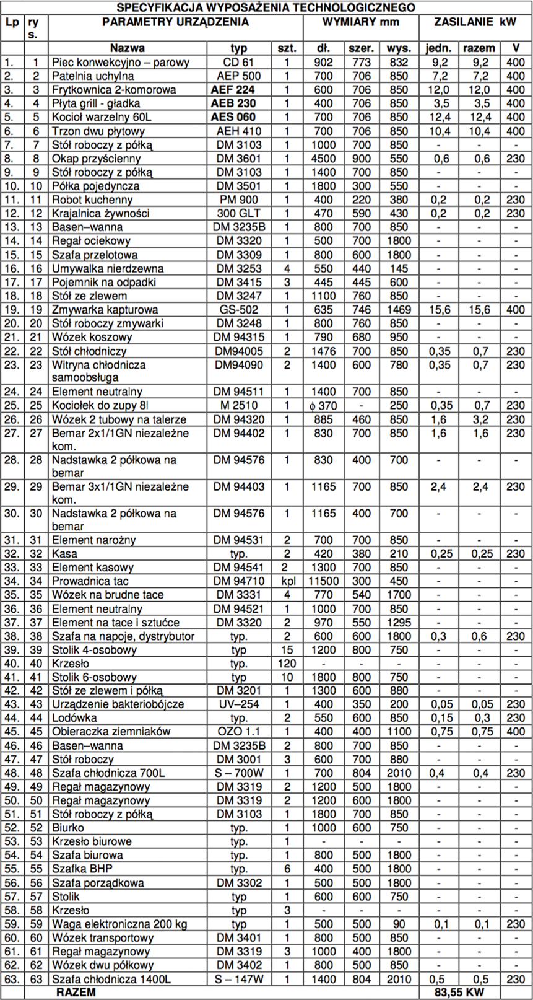 SPECYFIKACJA WYPOSAŻENIA TECHNOLOGICZNEGO
Lp ry PARAMETRY URZĄDZENIA WYMIARY mm ZASILANIE kW
s.
Nazwa typ szt. dł. szer. wys. jedn. razem V
1. 1 Piec konwekcyjno – parowy CD 61 1 902 773 832 9,2 9,2 400
2. 2 Patelnia uchylna AEP 500 1 700 706 850 7,2 7,2 400
3. 3 Frytkownica 2-komorowa AEF 224 1 600 706 850 12,0 12,0 400
4. 4 Płyta grill - gładka AEB 230 1 400 706 850 3,5 3,5 400
5. 5 Kocioł warzelny 60L AES 060 1 700 706 850 12,4 12,4 400
6. 6 Trzon dwu płytowy AEH 410 1 700 706 850 10,4 10,4 400
7. 7 Stół roboczy z półką DM 3103 1 1000 700 850 - - -
8. 8 Okap przyścienny DM 3601 1 4500 900 550 0,6 0,6 230
9. 9 Stół roboczy z półką DM 3103 1 1400 700 850 - - -
10. 10 Półka pojedyncza DM 3501 1 1800 300 550 - - -
11. 11 Robot kuchenny PM 900 1 400 220 380 0,2 0,2 230
12. 12 Krajalnica żywności 300 GLT 1 470 590 430 0,2 0,2 230
13. 13 Basen–wanna DM 3235B 1 800 700 850 - - -
14. 14 Regał ociekowy DM 3320 1 500 700 1800 - - -
15. 15 Szafa przelotowa DM 3309 1 800 600 1800 - - -
16. 16 Umywalka nierdzewna DM 3253 4 550 440 145 - - -
17. 17 Pojemnik na odpadki DM 3415 3 445 445 600 - - -
18. 18 Stół ze zlewem DM 3247 1 1100 760 850 - - -
19. 19 Zmywarka kapturowa GS-502 1 635 746 1469 15,6 15,6 400
20. 20 Stół roboczy zmywarki DM 3248 1 800 760 850 - - -
21. 21 Wózek koszowy DM 94315 1 790 680 950 - - -
22. 22 Stół chłodniczy DM94005 2 1476 700 850 0,35 0,7 230
23. 23 Witryna chłodnicza DM94090 2 1400 600 780 0,35 0,7 230
samoobsługa
24. 24 Element neutralny DM 94511 1 1400 700 850 - - -
25. 25 Kociołek do zupy 8l M 2510 1 ϕ 370 - 250 0,35 0,7 230
26. 26 Wózek 2 tubowy na talerze DM 94320 1 885 460 850 1,6 3,2 230
27. 27 Bemar 2x1/1GN niezależne DM 94402 1 830 700 850 1,6 1,6 230
kom.
28. 28 Nadstawka 2 półkowa na DM 94576 1 830 400 700 - - -
bemar
29. 29 Bemar 3x1/1GN niezależne DM 94403 1 1165 700 850 2,4 2,4 230
kom.
30. 30 Nadstawka 2 półkowa na DM 94576 1 1165 400 700 - - -
bemar
31. 31 Element narożny DM 94531 2 700 700 850 - - -
32. 32 Kasa typ. 2 420 380 210 0,25 0,25 230
33. 33 Element kasowy DM 94541 2 1300 700 850 - - -
34. 34 Prowadnica tac DM 94710 kpl 11500 300 450 - - -
35. 35 Wózek na brudne tace DM 3331 4 770 540 1700 - - -
36. 36 Element neutralny DM 94521 1 1000 700 850 - - -
37. 37 Element na tace i sztućce DM 3320 2 970 550 1295 - - -
38. 38 Szafa na napoje, dystrybutor typ. 2 600 600 1800 0,3 0,6 230
39. 39 Stolik 4-osobowy typ 15 1200 800 750 - - -
40. 40 Krzesło typ. 120 - - - - - -
41. 41 Stolik 6-osobowy typ 10 1800 800 750 - - -
42. 42 Stół ze zlewem i półką DM 3201 1 1300 600 880 - - -
43. 43 Urządzenie bakteriobójcze UV–254 1 400 350 200 0,05 0,05 230
44. 44 Lodówka typ. 2 550 600 850 0,15 0,3 230
45. 45 Obieraczka ziemniaków OZO 1.1 1 400 400 1100 0,75 0,75 400
46. 46 Basen–wanna DM 3235B 2 800 700 850 - - -
47. 47 Stół roboczy DM 3001 3 600 700 880 - - -
48. 48 Szafa chłodnicza 700L S – 700W 1 700 804 2010 0,4 0,4 230
49. 49 Regał magazynowy DM 3319 2 1200 500 1800 - - -
50. 50 Regał magazynowy DM 3319 2 1200 600 1800 - - -
51. 51 Stół roboczy z półką DM 3103 1 1800 700 850 - - -
52. 52 Biurko typ. 1 1000 600 750 - - -
53. 53 Krzesło biurowe typ. 1 - - - - - -
54. 54 Szafa biurowa typ. 1 800 500 1800 - - -
55. 55 Szafka BHP typ. 6 400 500 1800 - - -
56. 56 Szafa porządkowa DM 3302 1 500 500 1800 - - -
57. 57 Stolik typ 1 600 600 750 - - -
58. 58 Krzesło typ 3 - - - - - -
59. 59 Waga elektroniczna 200 kg typ 1 500 500 90 0,1 0,1 230
60. 60 Wózek transportowy DM 3401 1 800 500 850 - - -
61. 61 Regał magazynowy DM 3319 3 1000 400 1800 - - -
62. 62 Wózek dwu półkowy DM 3402 1 800 500 850 - - -
63. 63 Szafa chłodnicza 1400L S – 147W 1 1400 804 2010 0,5 0,5 230
RAZEM 83,55 KW